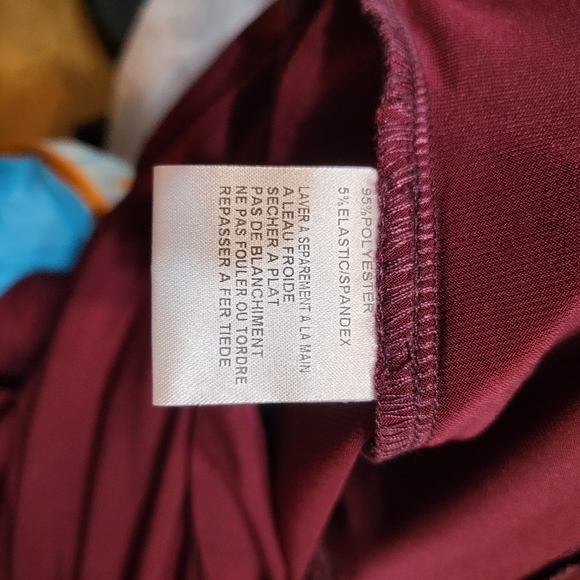 95%POLYESTER
5%ELASTIC/SPANDEX
LAVER A SEPAREMENT A LA MAIN
A LEAU FROIDE
SECHER A PLAT
PAS DE BLANCHIMENT
NE PAS FOULER OU TORDRE
REPASSER A FER TIEDE